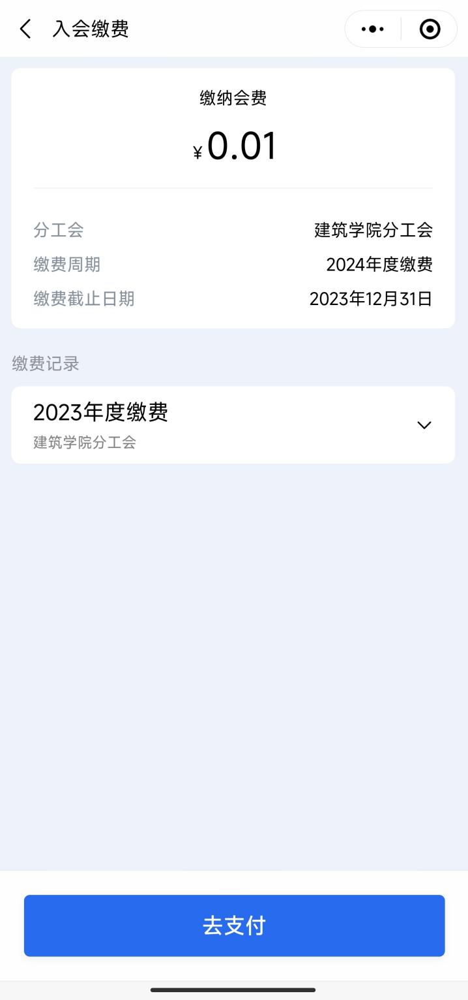 入会缴费
缴纳会费
¥0.01
分工会 建筑学院分工会
缴费周期 2024年度缴费
缴费截止日期 2023年12月31日
缴费记录
2023年度缴费
建筑学院分工会
去支付